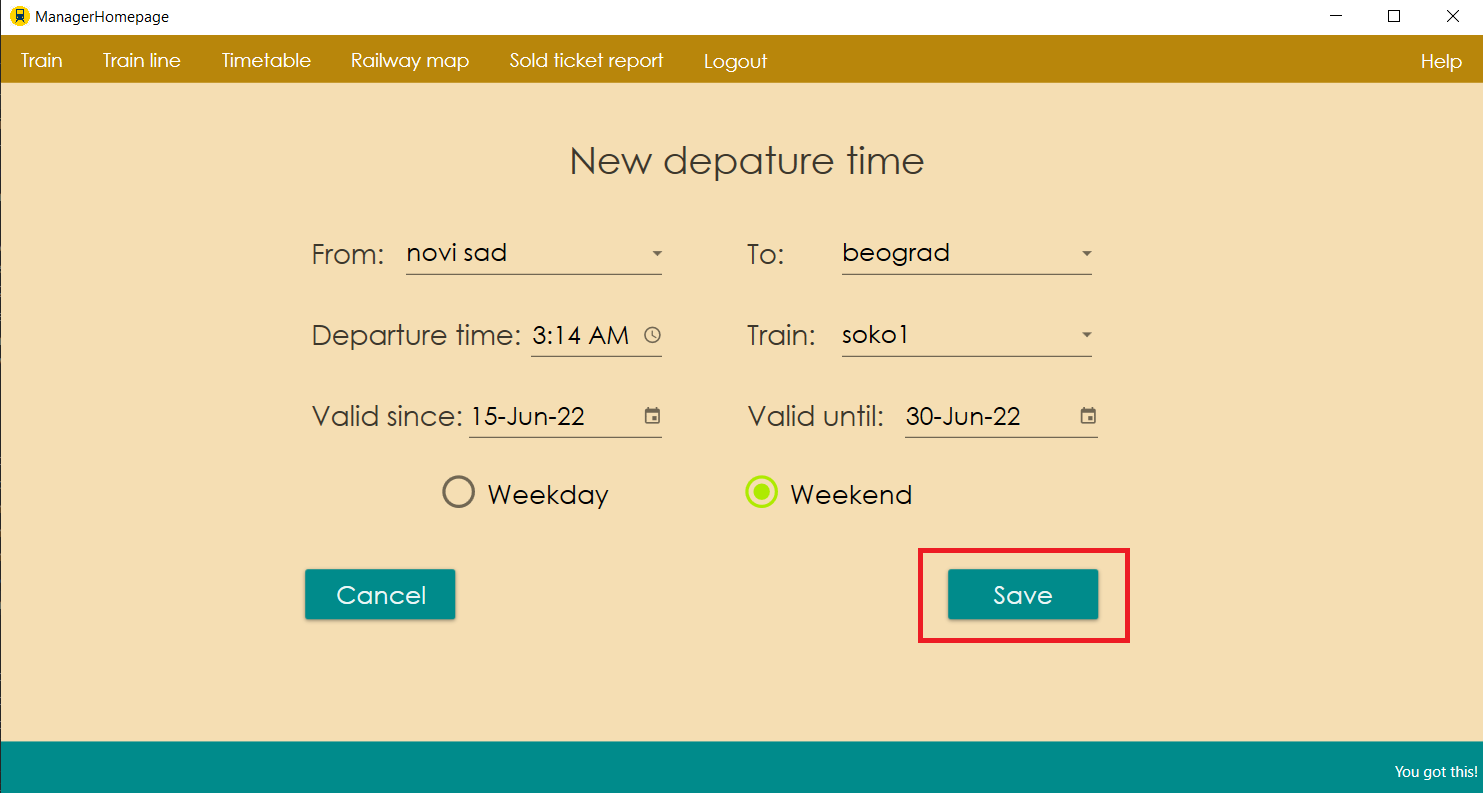 ManagerHomepage
Train Train line Timetable Railway map Sold ticket report Logout Help
New depature time
From: novi sad To: beograd
Departure time: 3:14 AM Train: soko1
Valid since: 15-Jun-22 Valid until: 30-Jun-22
Weekday Weekend
Cancel Save
You got this!